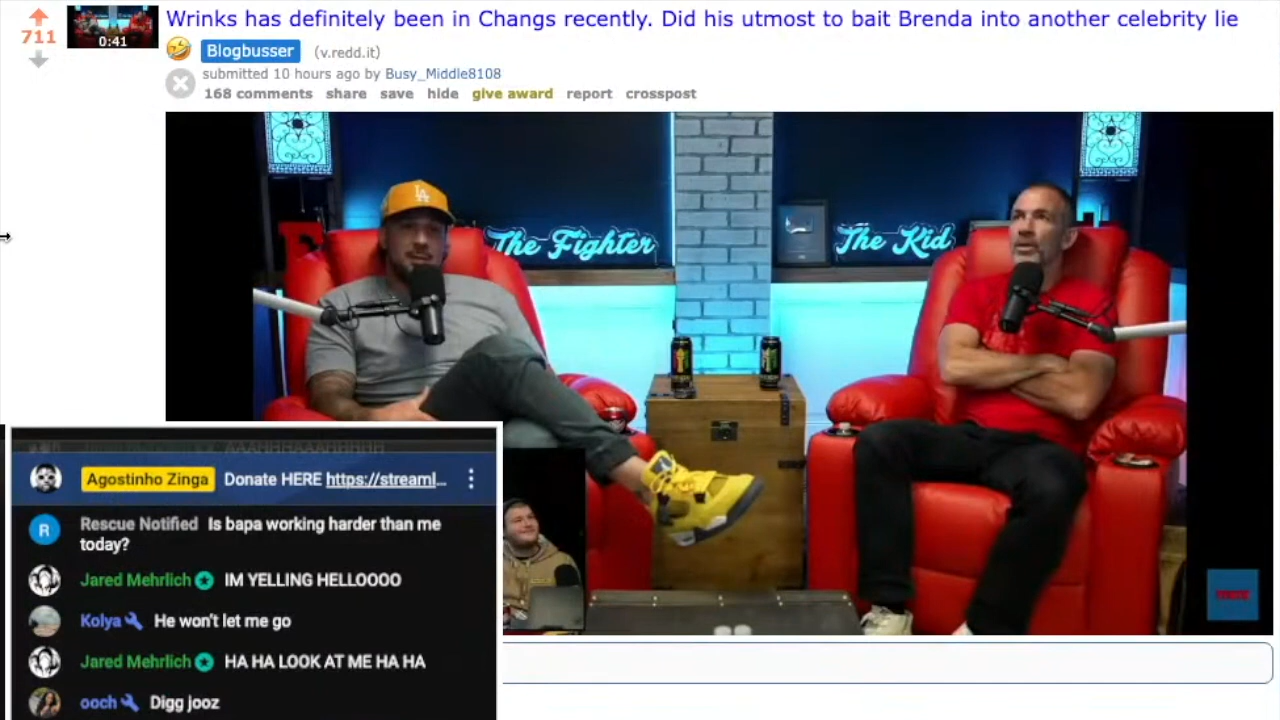 711
0:41
Wrinks has definitely been in Changs recently. Did his utmost to bait Brenda into another celebrity lie
Blogbusser (v.redd.it)
submitted 10 hours ago by Busy_Middle8108
168 comments share save hide give award report crosspost
LA
The Fighter
The Kid
Agostinho Zinga Donate HERE https://streaml...
R Rescue Notified Is bapa working harder than me
today?
Jared Mehrlich IM YELLING HELLOOOO
Kolya He won't let me go
Jared Mehrlich HA HA LOOK AT ME HA HA
ooch Digg jooz